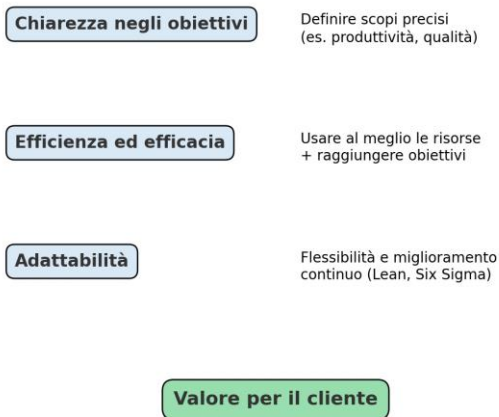 Chiarezza negli obiettivi
Definire scopi precisi
(es. produttività, qualità)
Efficienza ed efficacia
Usare al meglio le risorse
+ raggiungere obiettivi
Adattabilità
Flessibilità e miglioramento
continuo (Lean, Six Sigma)
Valore per il cliente